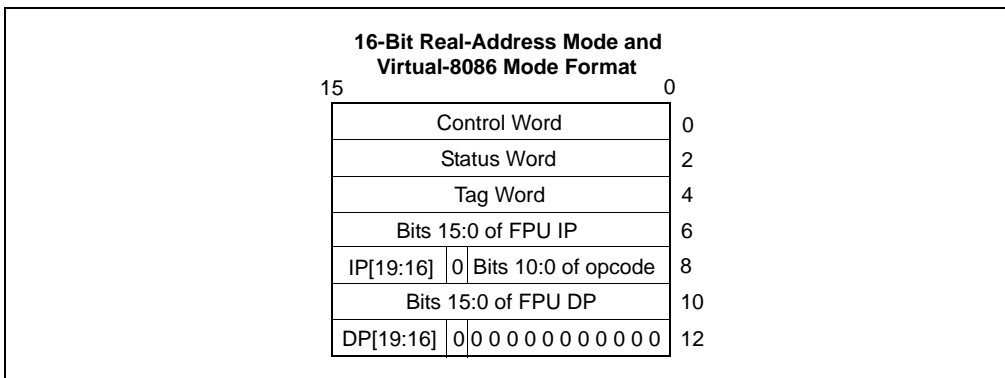 16-Bit Real-Address Mode and
Virtual-8086 Mode Format
15 0
Control Word 0
Status Word 2
Tag Word 4
Bits 15:0 of FPU IP 6
IP[19:16] 0 Bits 10:0 of opcode 8
Bits 15:0 of FPU DP 10
DP[19:16] 0 0 0 0 0 0 0 0 0 0 0 0 12